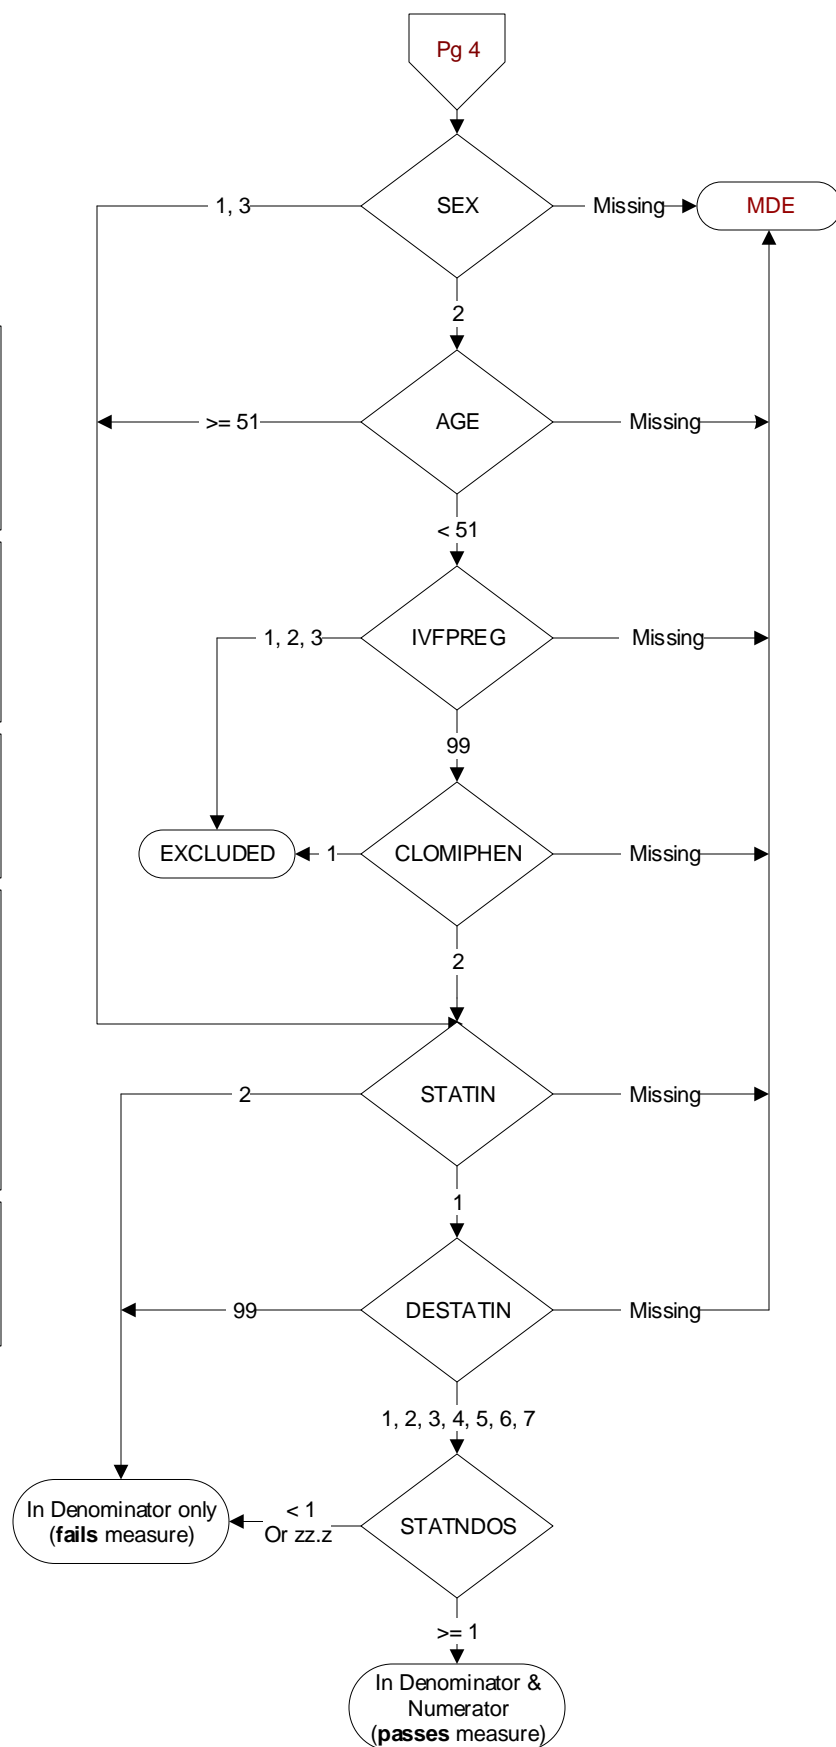 Pg 4
SEX
1, 3
Missing
MDE
2
AGE
>= 51
Missing
< 51
IVFPREG
1, 2, 3
Missing
99
EXCLUDED
1
CLOMIPHEN
Missing
2
STATIN
2
Missing
1
DESTATIN
99
Missing
1, 2, 3, 4, 5, 6, 7
In Denominator only
(fails measure)
< 1
Or zz.z
STATNDOS
>= 1
In Denominator &
Numerator
(passes measure)